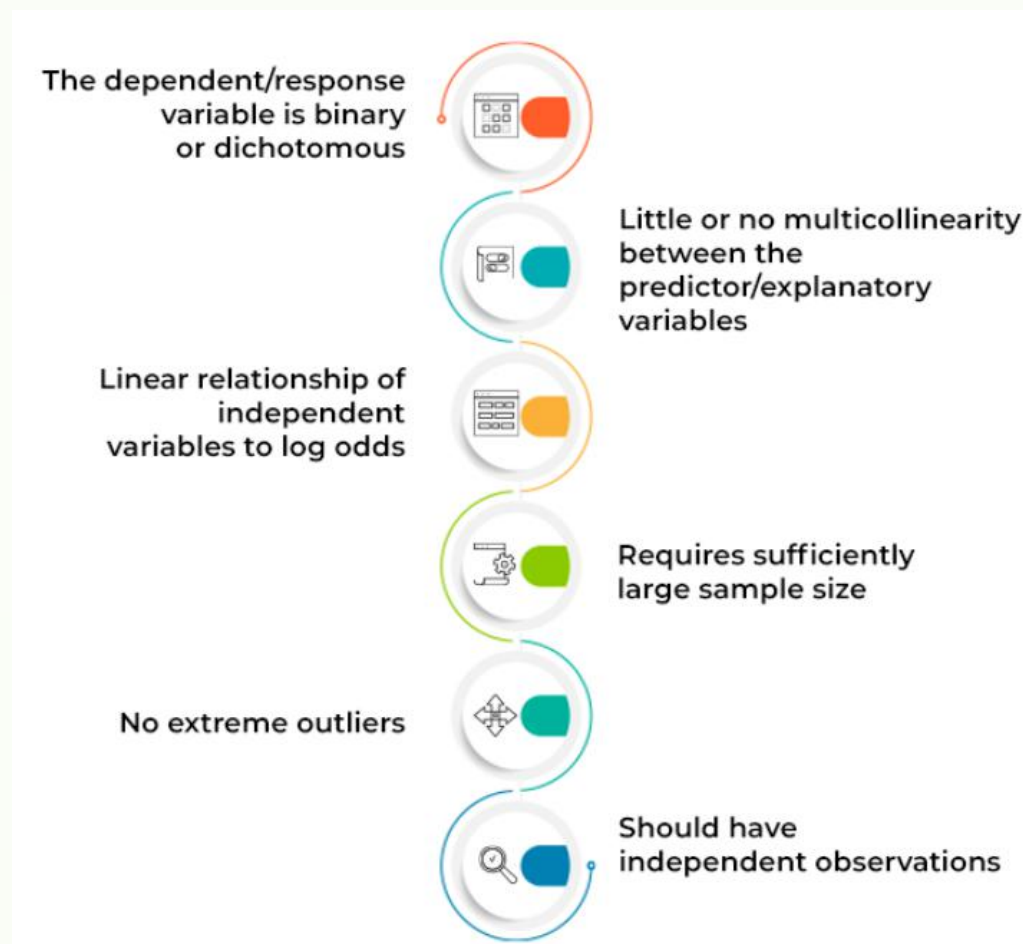 The dependent/response
variable is binary
or dichotomous
Little or no multicollinearity
between the
predictor/explanatory
variables
Linear relationship of
independent
variables to log odds
Requires sufficiently
large sample size
No extreme outliers
Should have
independent observations